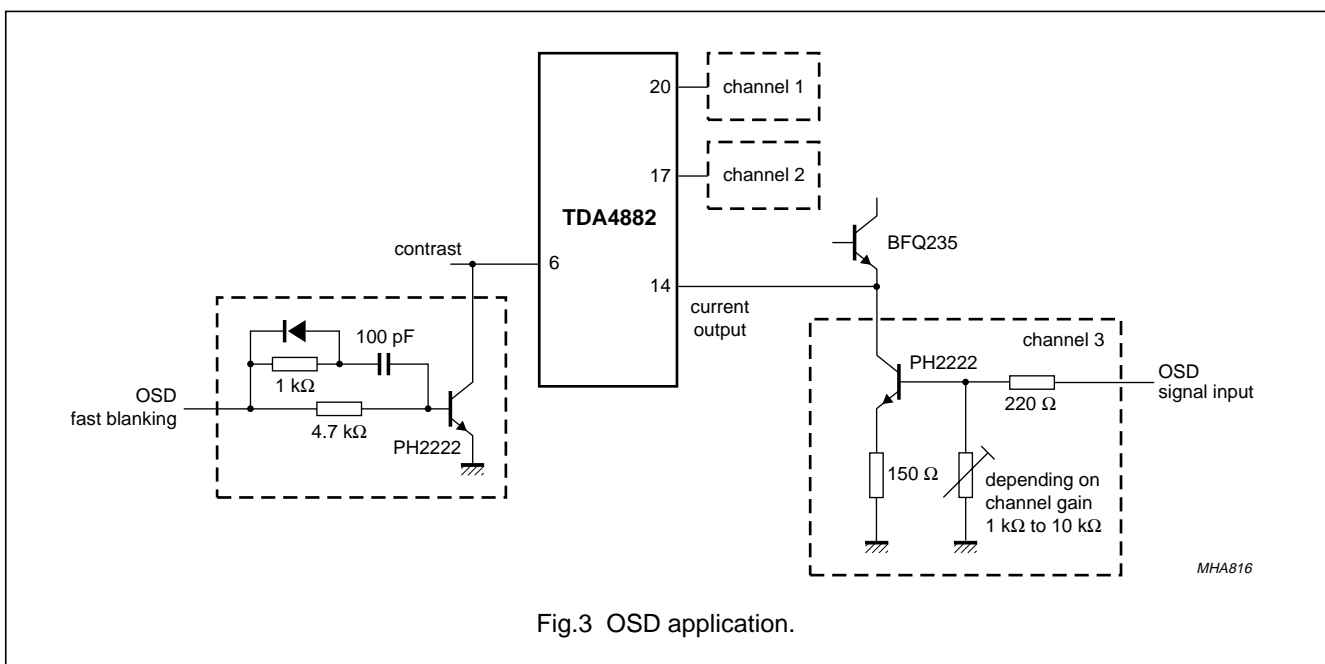 20
channel 1
17
channel 2
TDA4882
BFQ235
contrast
6
14
current
output
channel 3
100 pF
PH2222
1 kΩ
OSD
fast blanking
OSD
signal input
220 Ω
4.7 kΩ
PH2222
150 Ω
depending on
channel gain
1 kΩ to 10 kΩ
MHA816
Fig.3 OSD application.